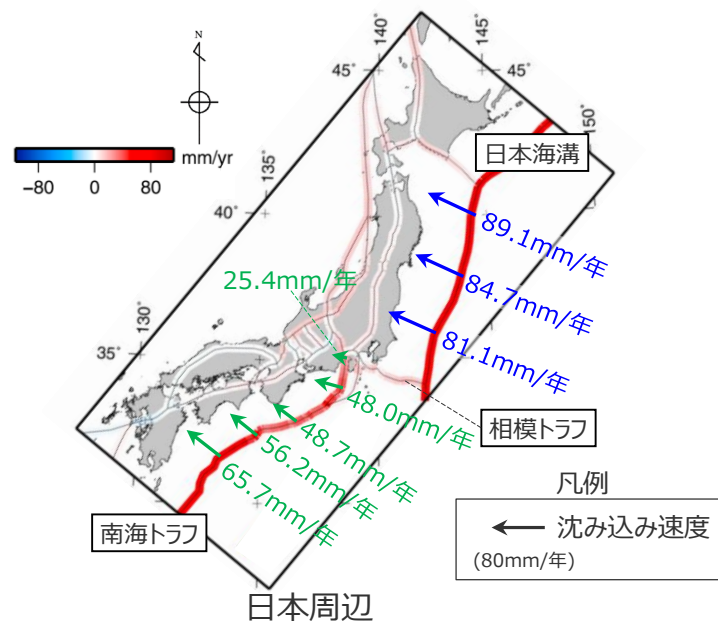 N
140
145
45°
45°
150
135
40°
130
35°
mm/yr
−80
0
80
日本海溝
89.1mm/年
84.7mm/年
81.1mm/年
25.4mm/年
48.0mm/年
48.7mm/年
56.2mm/年
65.7mm/年
相模トラフ
南海トラフ
凡例
沈み込み速度
(80mm/年)
日本周辺